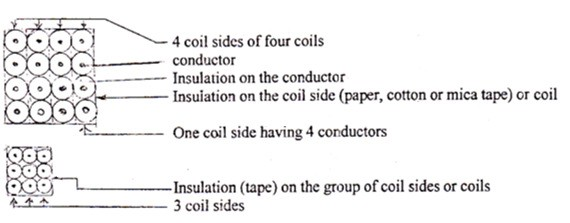 4 coil sides of four coils
conductor
Insulation on the conductor
Insulation on the coil side (paper, cotton or mica tape) or coil
One coil side having 4 conductors
Insulation (tape) on the group of coil sides or coils
3 coil sides